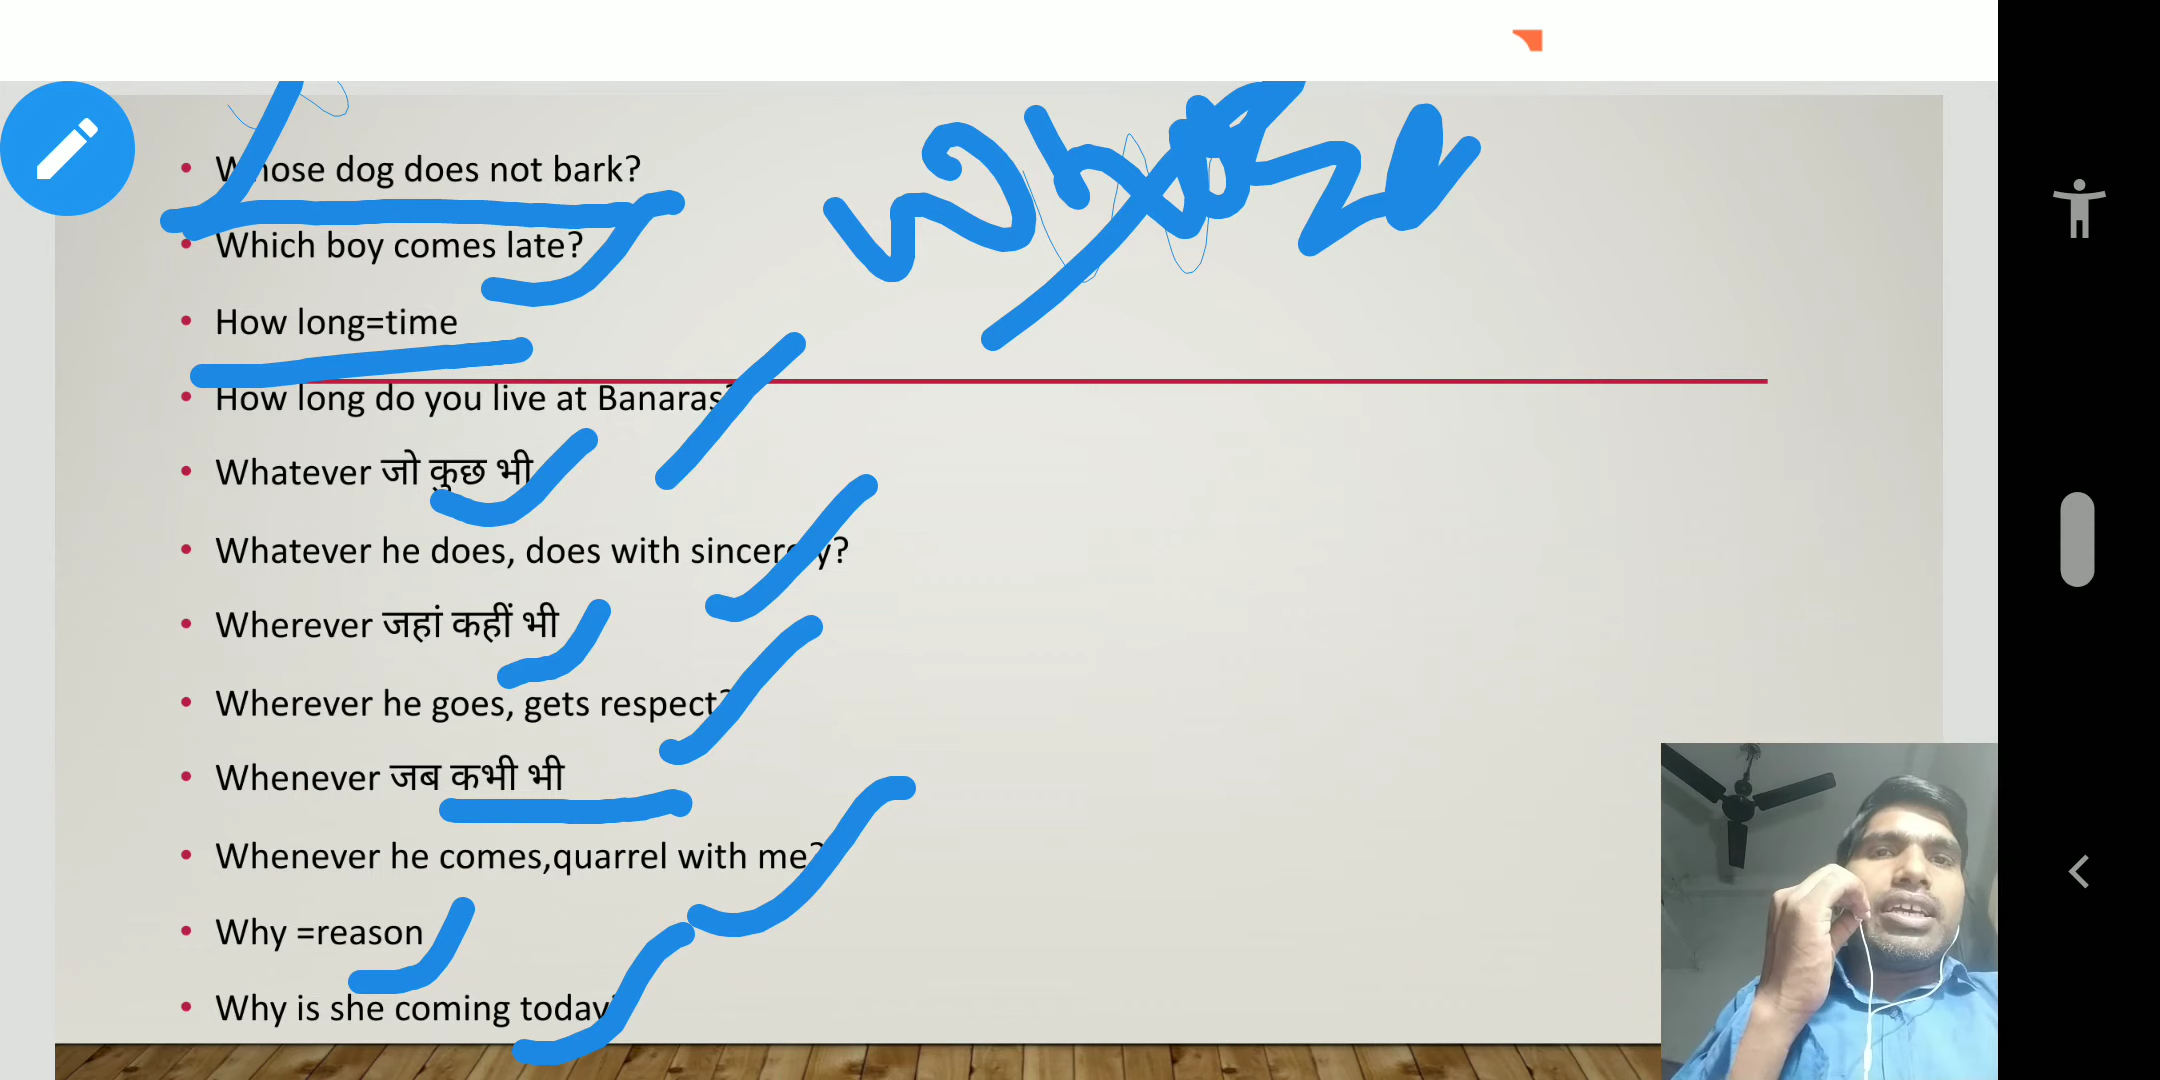 whose
Whose dog does not bark?
Which boy comes late?
How long=time
How long do you live at Banaras?
Whatever जो कुछ भी
Whatever he does, does with sincerely?
Wherever जहां कहीं भी
Wherever he goes, gets respect?
Whenever जब कभी भी
Whenever he comes,quarrel with me?
Why =reason
Why is she coming today?